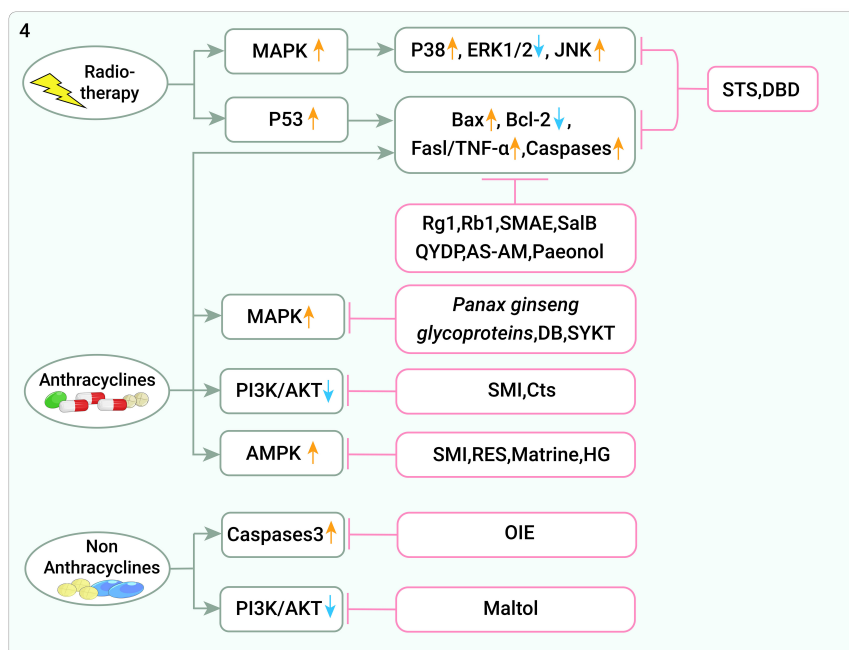 4
Radio-
therapy
MAPK
P38, ERK1/2, JNK
STS,DBD
P53
Bax, Bcl-2,
Fasl/TNF-α,Caspases
Rg1,Rb1,SMAE,SalB
QYDP,AS-AM,Paeonol
Anthracyclines
MAPK
Panax ginseng
glycoproteins,DB,SYKT
PI3K/AKT
SMI,Cts
AMPK
SMI,RES,Matrine,HG
Non
Anthracyclines
Caspases3
OIE
PI3K/AKT
Maltol